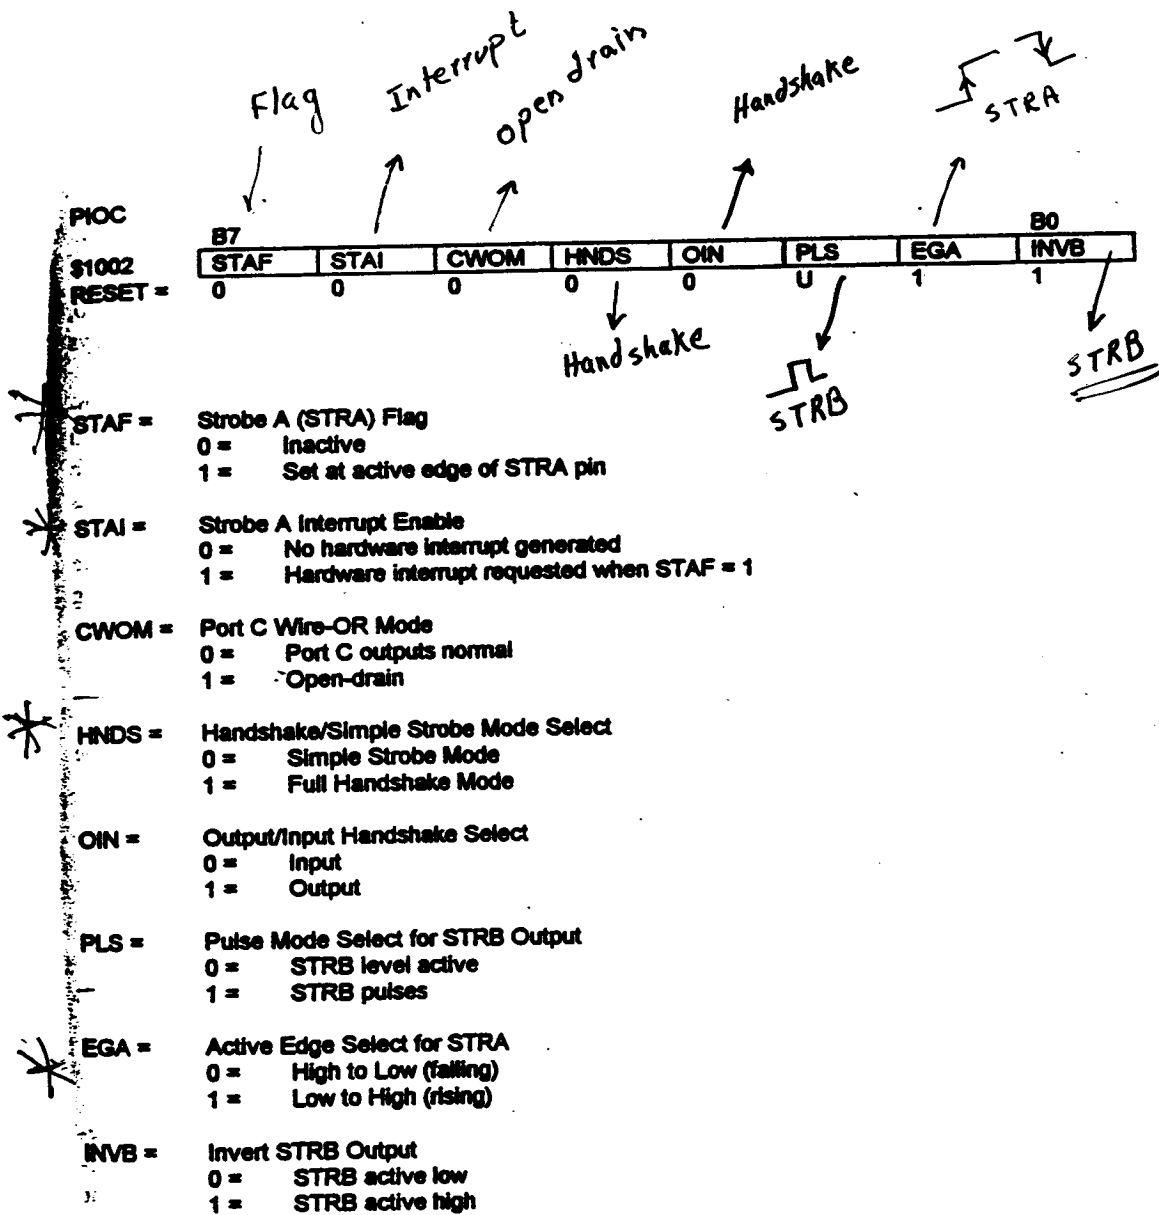 Flag
Interrupt
open drain
Handshake
STRA
PIOC
B7 B0
$1002 STAF STAI CWOM HNDS OIN PLS EGA INVB
RESET = 0 0 0 0 0 U 1 1
Handshake
STRB
STRB
STAF = Strobe A (STRA) Flag
0 = Inactive
1 = Set at active edge of STRA pin
STAI = Strobe A Interrupt Enable
0 = No hardware interrupt generated
1 = Hardware interrupt requested when STAF = 1
CWOM = Port C Wire-OR Mode
0 = Port C outputs normal
1 = Open-drain
HNDS = Handshake/Simple Strobe Mode Select
0 = Simple Strobe Mode
1 = Full Handshake Mode
OIN = Output/Input Handshake Select
0 = Input
1 = Output
PLS = Pulse Mode Select for STRB Output
0 = STRB level active
1 = STRB pulses
EGA = Active Edge Select for STRA
0 = High to Low (falling)
1 = Low to High (rising)
INVB = Invert STRB Output
0 = STRB active low
1 = STRB active high